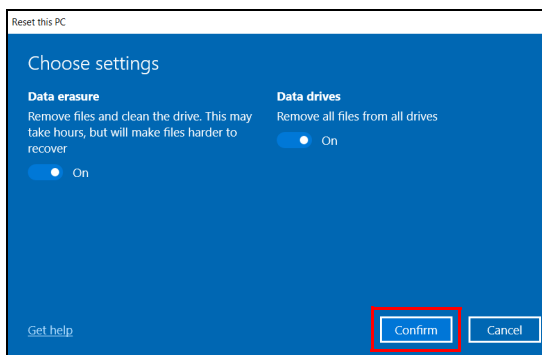 Reset this PC
Choose settings
Data erasure
Remove files and clean the drive. This may
take hours, but will make files harder to
recover
On
Data drives
Remove all files from all drives
On
Get help
Confirm
Cancel